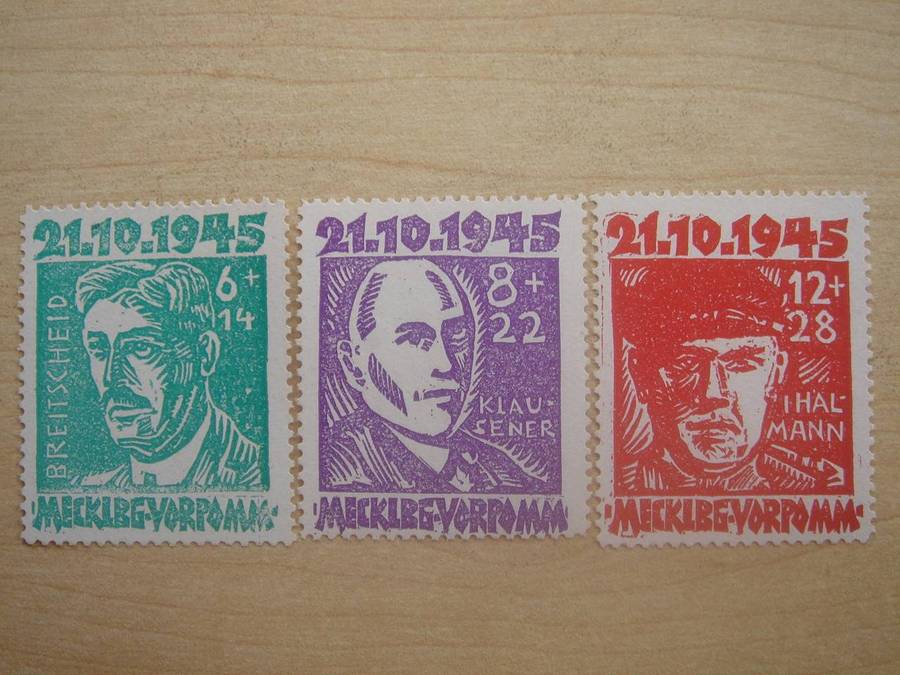 21.10.1945
6+
14
BREITSCHEID
MECKLBG-VORPOMM
21.10.1945
8+
22
KLAU-
SENER
MECKLBG-VORPOMM
21.10.1945
12+
28
THÄL-
MANN
MECKLBG-VORPOMM